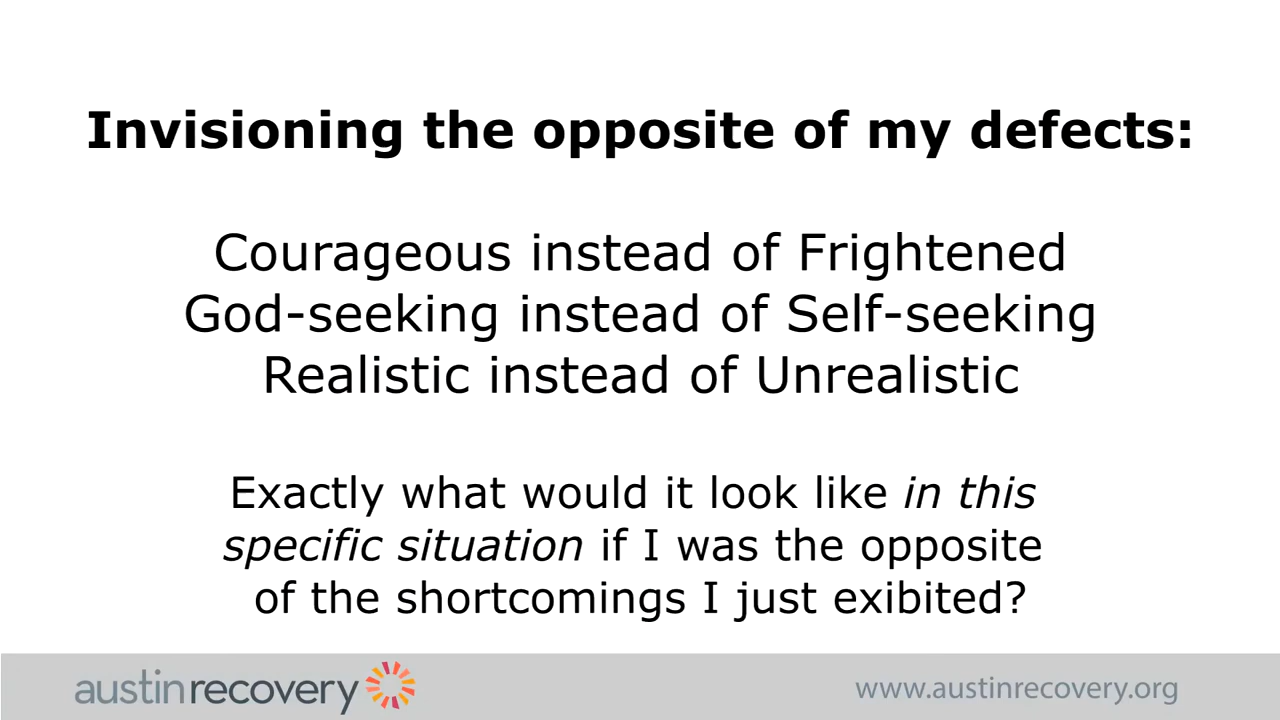 Invisioning the opposite of my defects:
Courageous instead of Frightened
God-seeking instead of Self-seeking
Realistic instead of Unrealistic
Exactly what would it look like in this
specific situation if I was the opposite
of the shortcomings I just exibited?
austinrecovery
www.austinrecovery.org